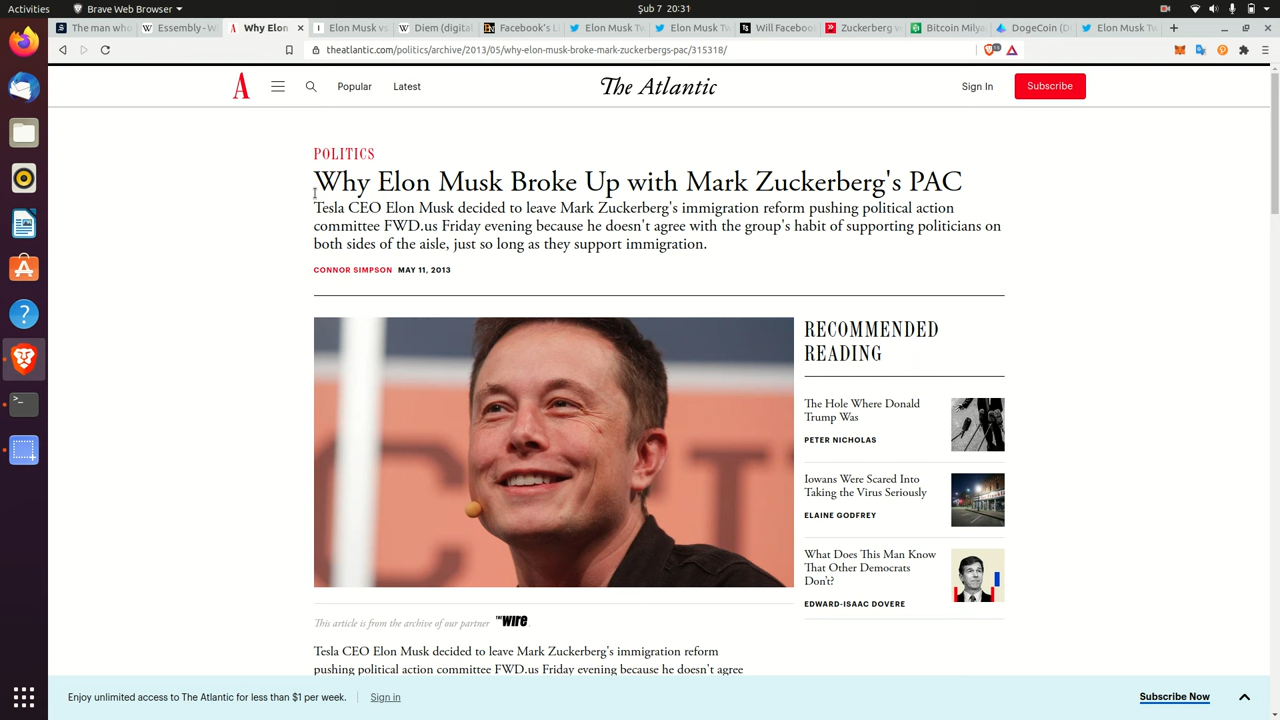 Brave Web Browser
Şub 7 20:31
The man who
Essembly - W
Why Elon
Elon Musk vs
Diem (digita
Facebook's L
Elon Musk Tw
Elon Musk Tw
Will Facebook
Zuckerberg v
Bitcoin Milya
DogeCoin (D
Elon Musk vs
theatlantic.com/politics/archive/2013/05/why-elon-musk-broke-mark-zuckerbergs-pac/315318/
A
Popular
Latest
The Atlantic
Sign In
Subscribe
POLITICS
Why Elon Musk Broke Up with Mark Zuckerberg's PAC
Tesla CEO Elon Musk decided to leave Mark Zuckerberg's immigration reform pushing political action
committee FWD.us Friday evening because he doesn't agree with the group's habit of supporting politicians on
both sides of the aisle, just so long as they support immigration.
CONNOR SIMPSON MAY 11, 2013
RECOMMENDED
READING
The Hole Where Donald
Trump Was
PETER NICHOLAS
Iowans Were Scared Into
Taking the Virus Seriously
ELAINE GODFREY
What Does This Man Know
That Other Democrats
Don't?
EDWARD-ISAAC DOVERE
This article is from the archive of our partner THE WIRE
Tesla CEO Elon Musk decided to leave Mark Zuckerberg's immigration reform
pushing political action committee FWD.us Friday evening because he doesn't agree
Enjoy unlimited access to The Atlantic for less than $1 per week.
Sign in
Subscribe Now